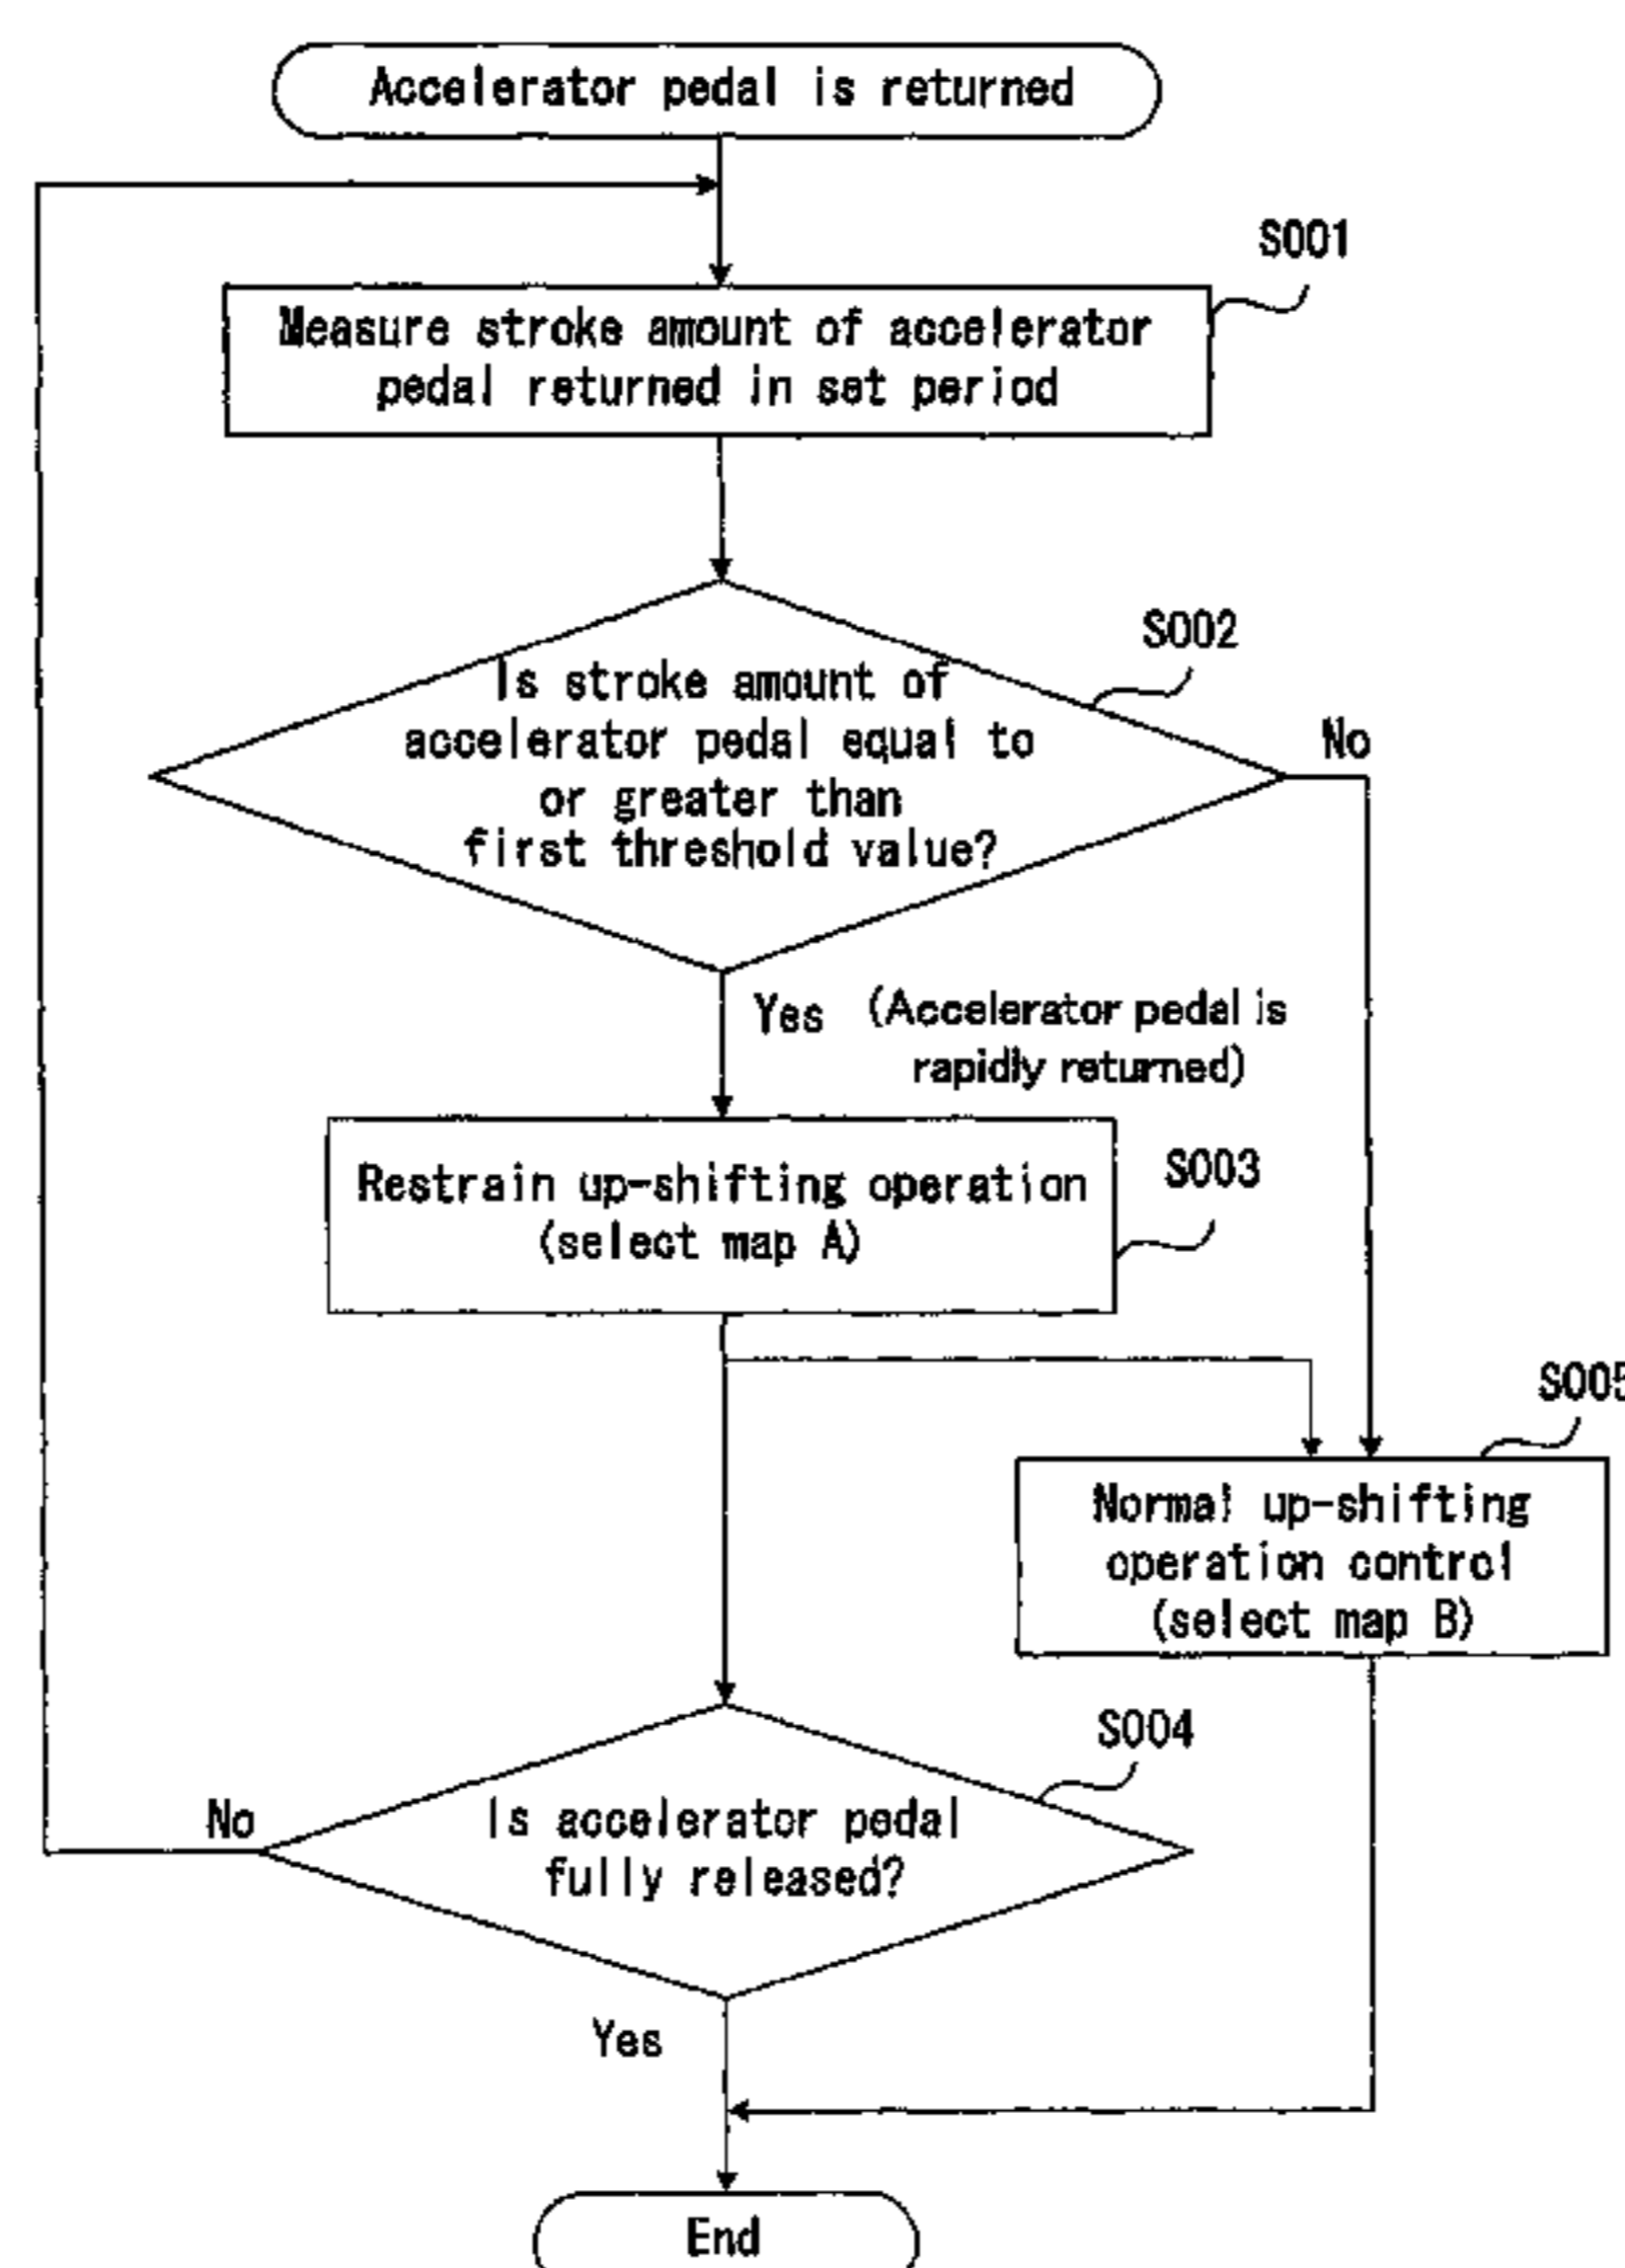 Accelerator pedal is returned
S001
Measure stroke amount of accelerator
pedal returned in set period
S002
Is stroke amount of
accelerator pedal equal to
or greater than
first threshold value?
No
Yes (Accelerator pedal is
rapidly returned)
Restrain up-shifting operation
(select map A)
S003
S005
Normal up-shifting
operation control
(select map B)
S004
Is accelerator pedal
fully released?
No
Yes
End